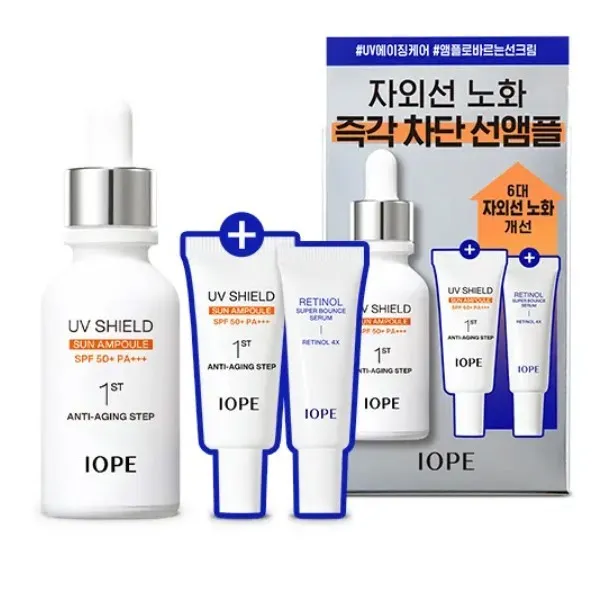 UV SHIELD
SUN AMPOULE
SPF 50+ PA+++
1ST
ANTI-AGING STEP
IOPE
+
UV SHIELD
SUN AMPOULE
SPF 50+ PA+++
1ST
ANTI-AGING STEP
IOPE
RETINOL
SUPER BOUNCE
SERUM
RETINOL 4X
IOPE
#UV에이징케어 #앰플로바르는선크림
자외선 노화
즉각 차단 선앰플
6대
자외선 노화
개선
UV SHIELD
SUN AMPOULE
SPF 50+ PA+++
1ST
ANTI-AGING STEP
IOPE
+
UV SHIELD
SUN AMPOULE
SPF 50+ PA+++
1ST
ANTI-AGING STEP
IOPE
+
RETINOL
SUPER BOUNCE
SERUM
RETINOL 4X
IOPE
IOPE